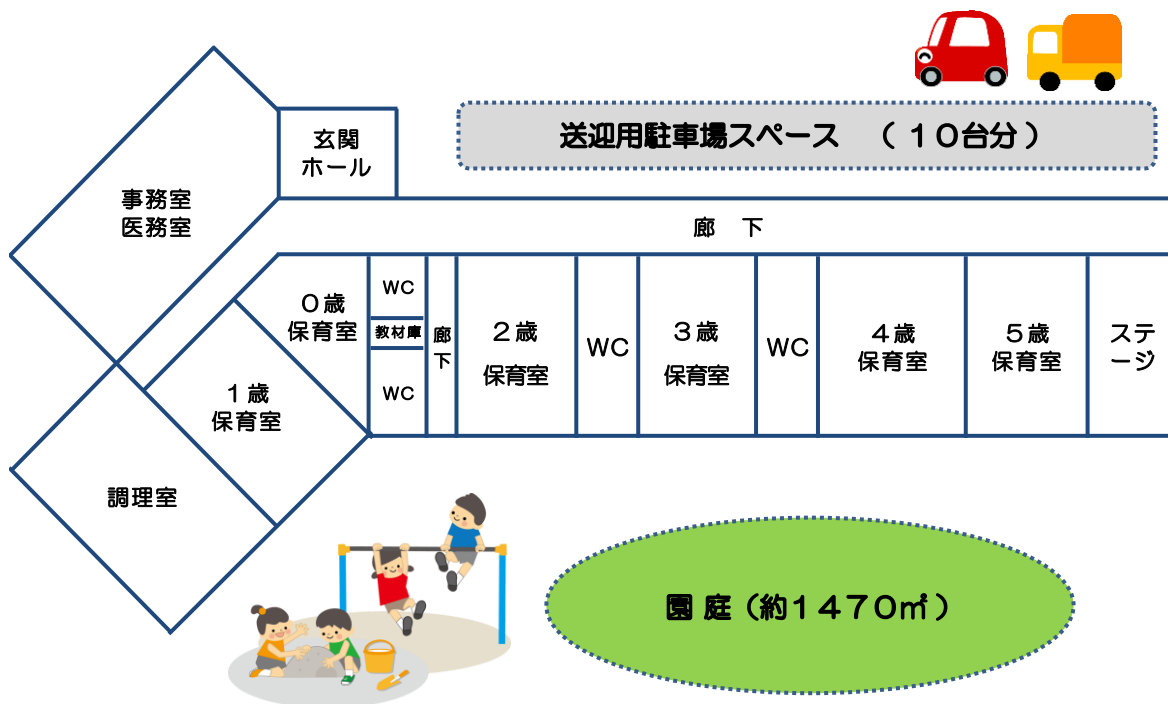 送迎用駐車場スペース　（１０台分）
玄関
ホール
事務室
医務室
廊　下
０歳
保育室
WC
教材庫
WC
廊
下
２歳
保育室
WC
３歳
保育室
WC
４歳
保育室
５歳
保育室
ステ
ージ
１歳
保育室
調理室
園 庭（約１４７０㎡）